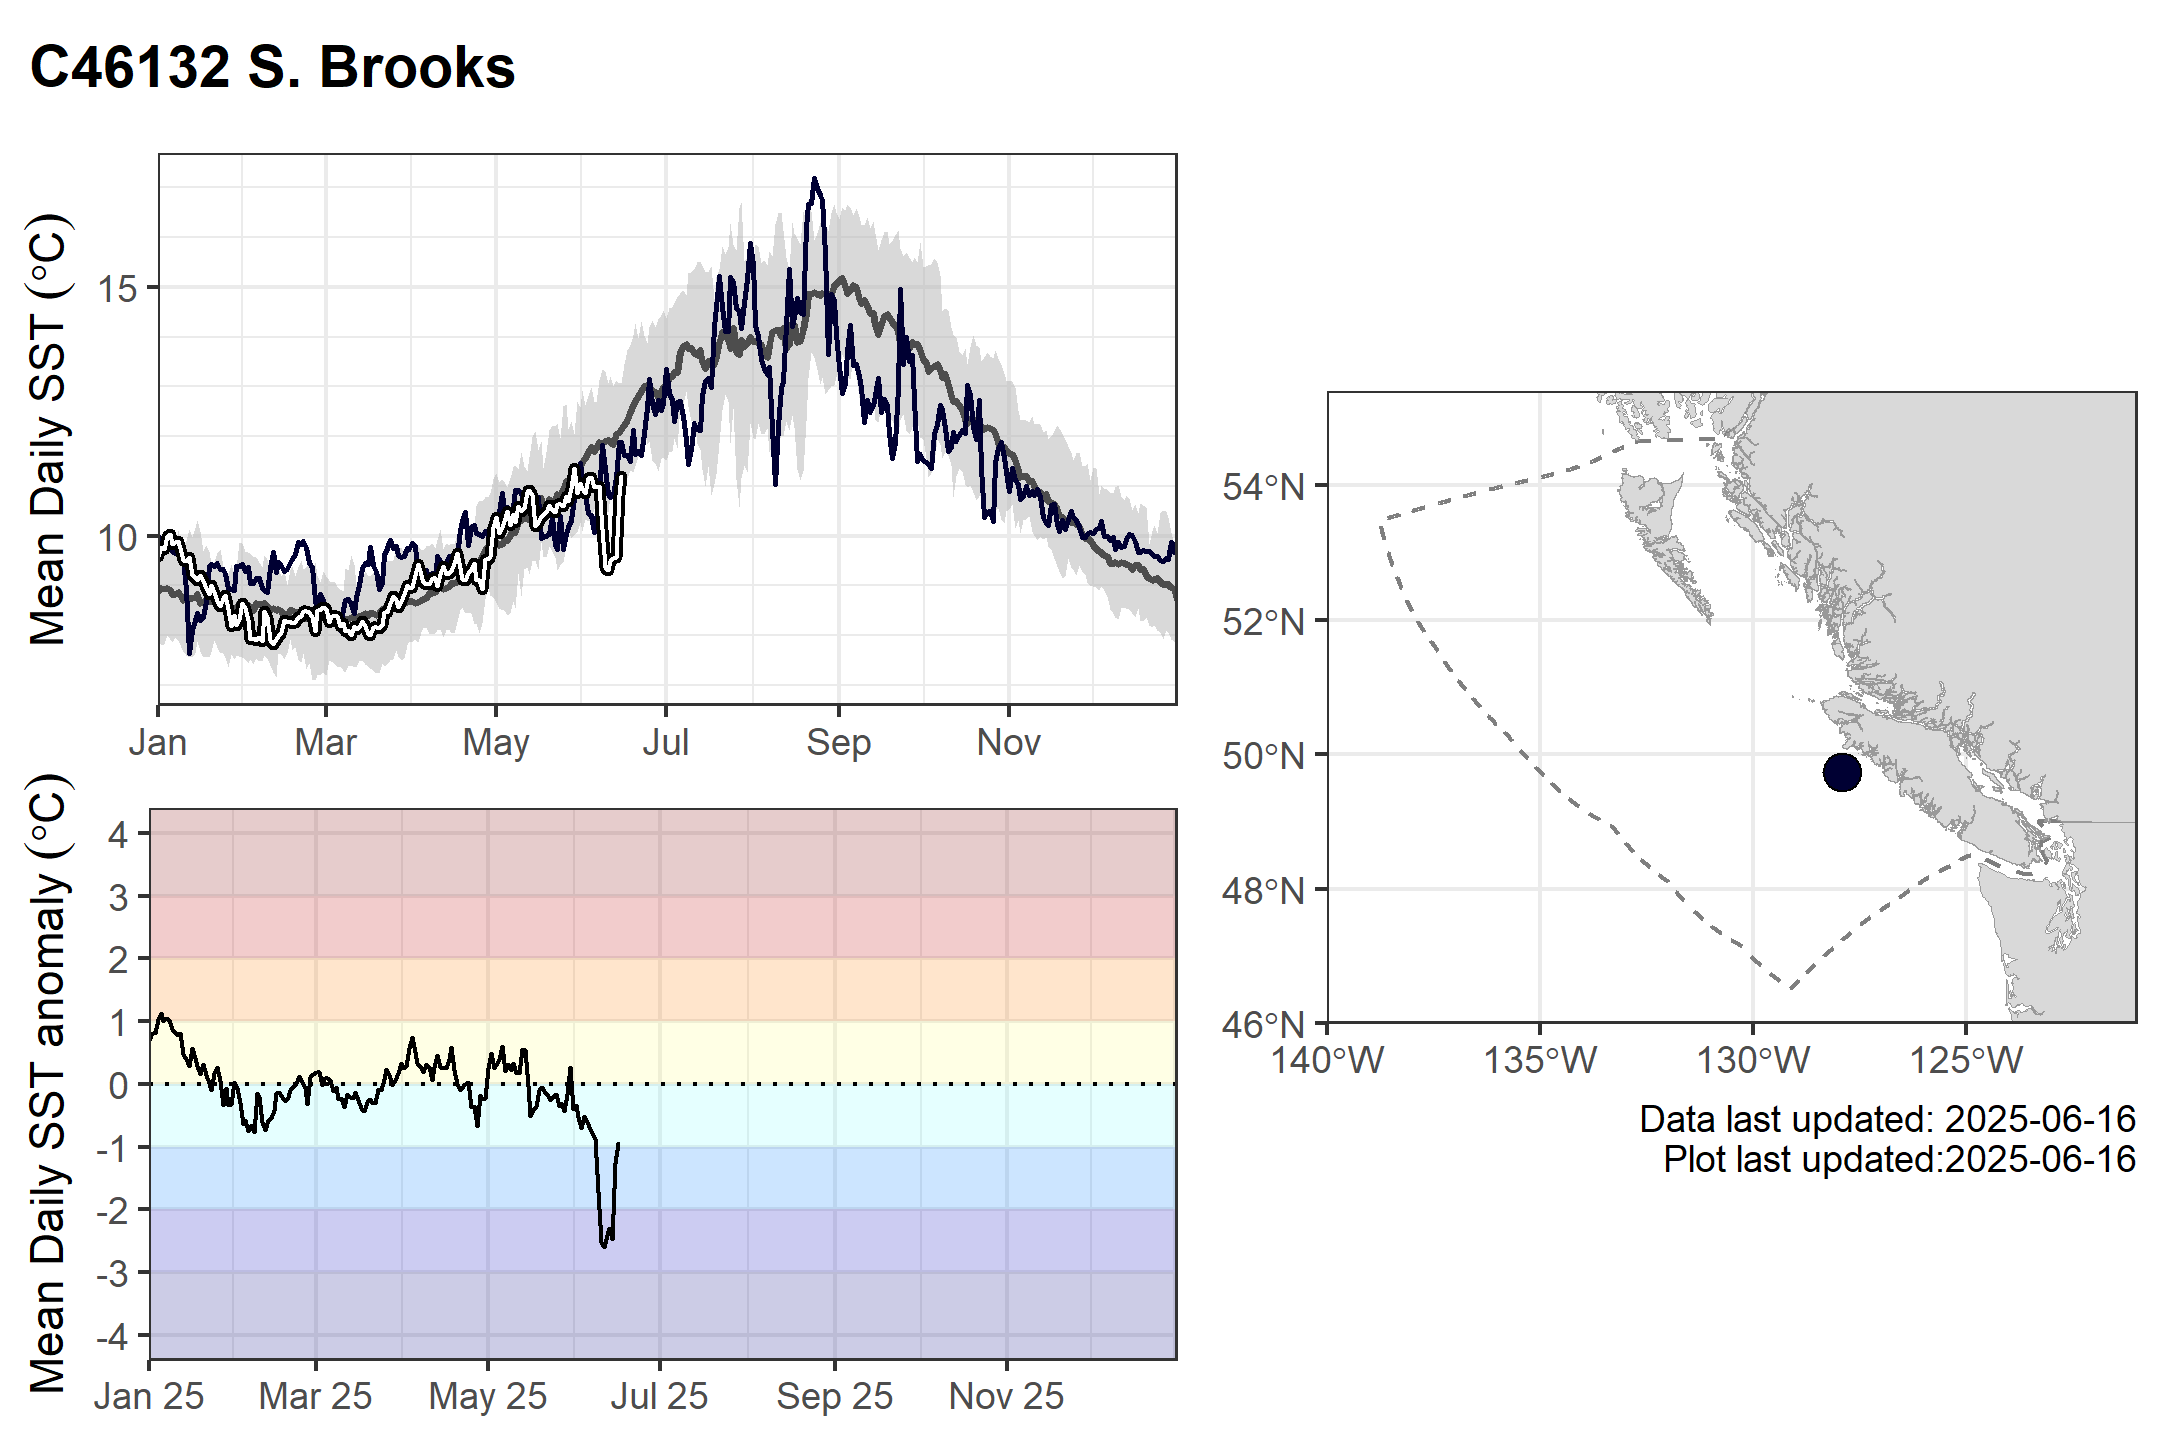 C46132 S. Brooks
Mean Daily SST (°C)
15
10
Jan Mar May Jul Sep Nov
Mean Daily SST anomaly (°C)
4
3
2
1
0
-1
-2
-3
-4
Jan 25 Mar 25 May 25 Jul 25 Sep 25 Nov 25
54°N
52°N
50°N
48°N
46°N
140°W 135°W 130°W 125°W
Data last updated: 2025-06-16
Plot last updated:2025-06-16